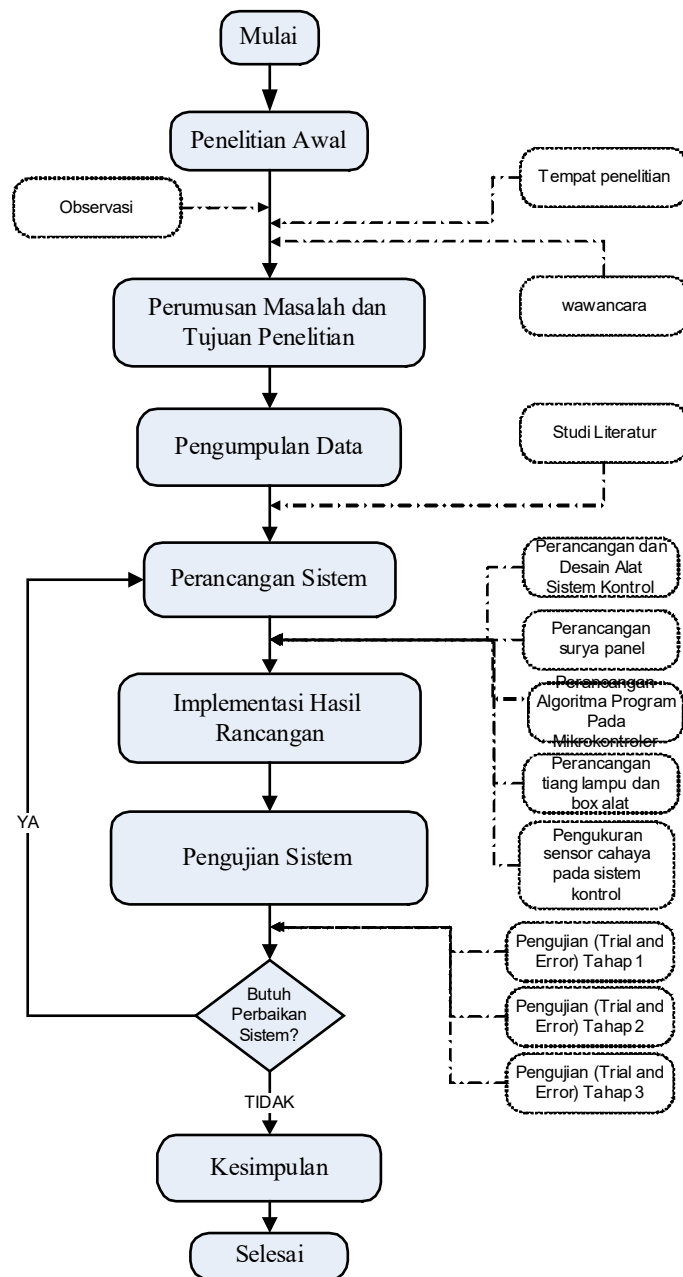 Mulai
Penelitian Awal
Observasi
Tempat penelitian
wawancara
Perumusan Masalah dan
Tujuan Penelitian
Pengumpulan Data
Studi Literatur
Perancangan Sistem
Perancangan dan
Desain Alat
Sistem Kontrol
Perancangan
surya panel
Implementasi Hasil
Rancangan
Perancangan
Algoritma Program
Pada
Mikrokontroler
Perancangan
tiang lampu dan
box alat
YA
Pengujian Sistem
Pengukuran
sensor cahaya
pada sistem
kontrol
Pengujian (Trial and
Error) Tahap 1
Butuh
Perbaikan
Sistem?
Pengujian (Trial and
Error) Tahap 2
Pengujian (Trial and
Error) Tahap 3
TIDAK
Kesimpulan
Selesai